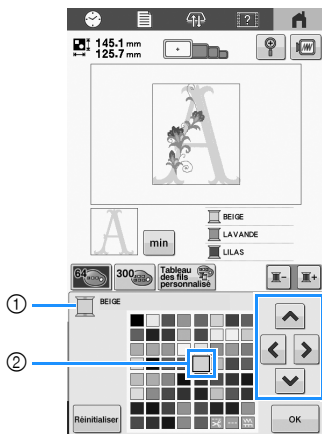 145.1 mm
125.7 mm
min
BEIGE
LAVANDE
LILAS
64
300
Tableau
des fils
personnalisé
① BEIGE
②
Réinitialiser
OK